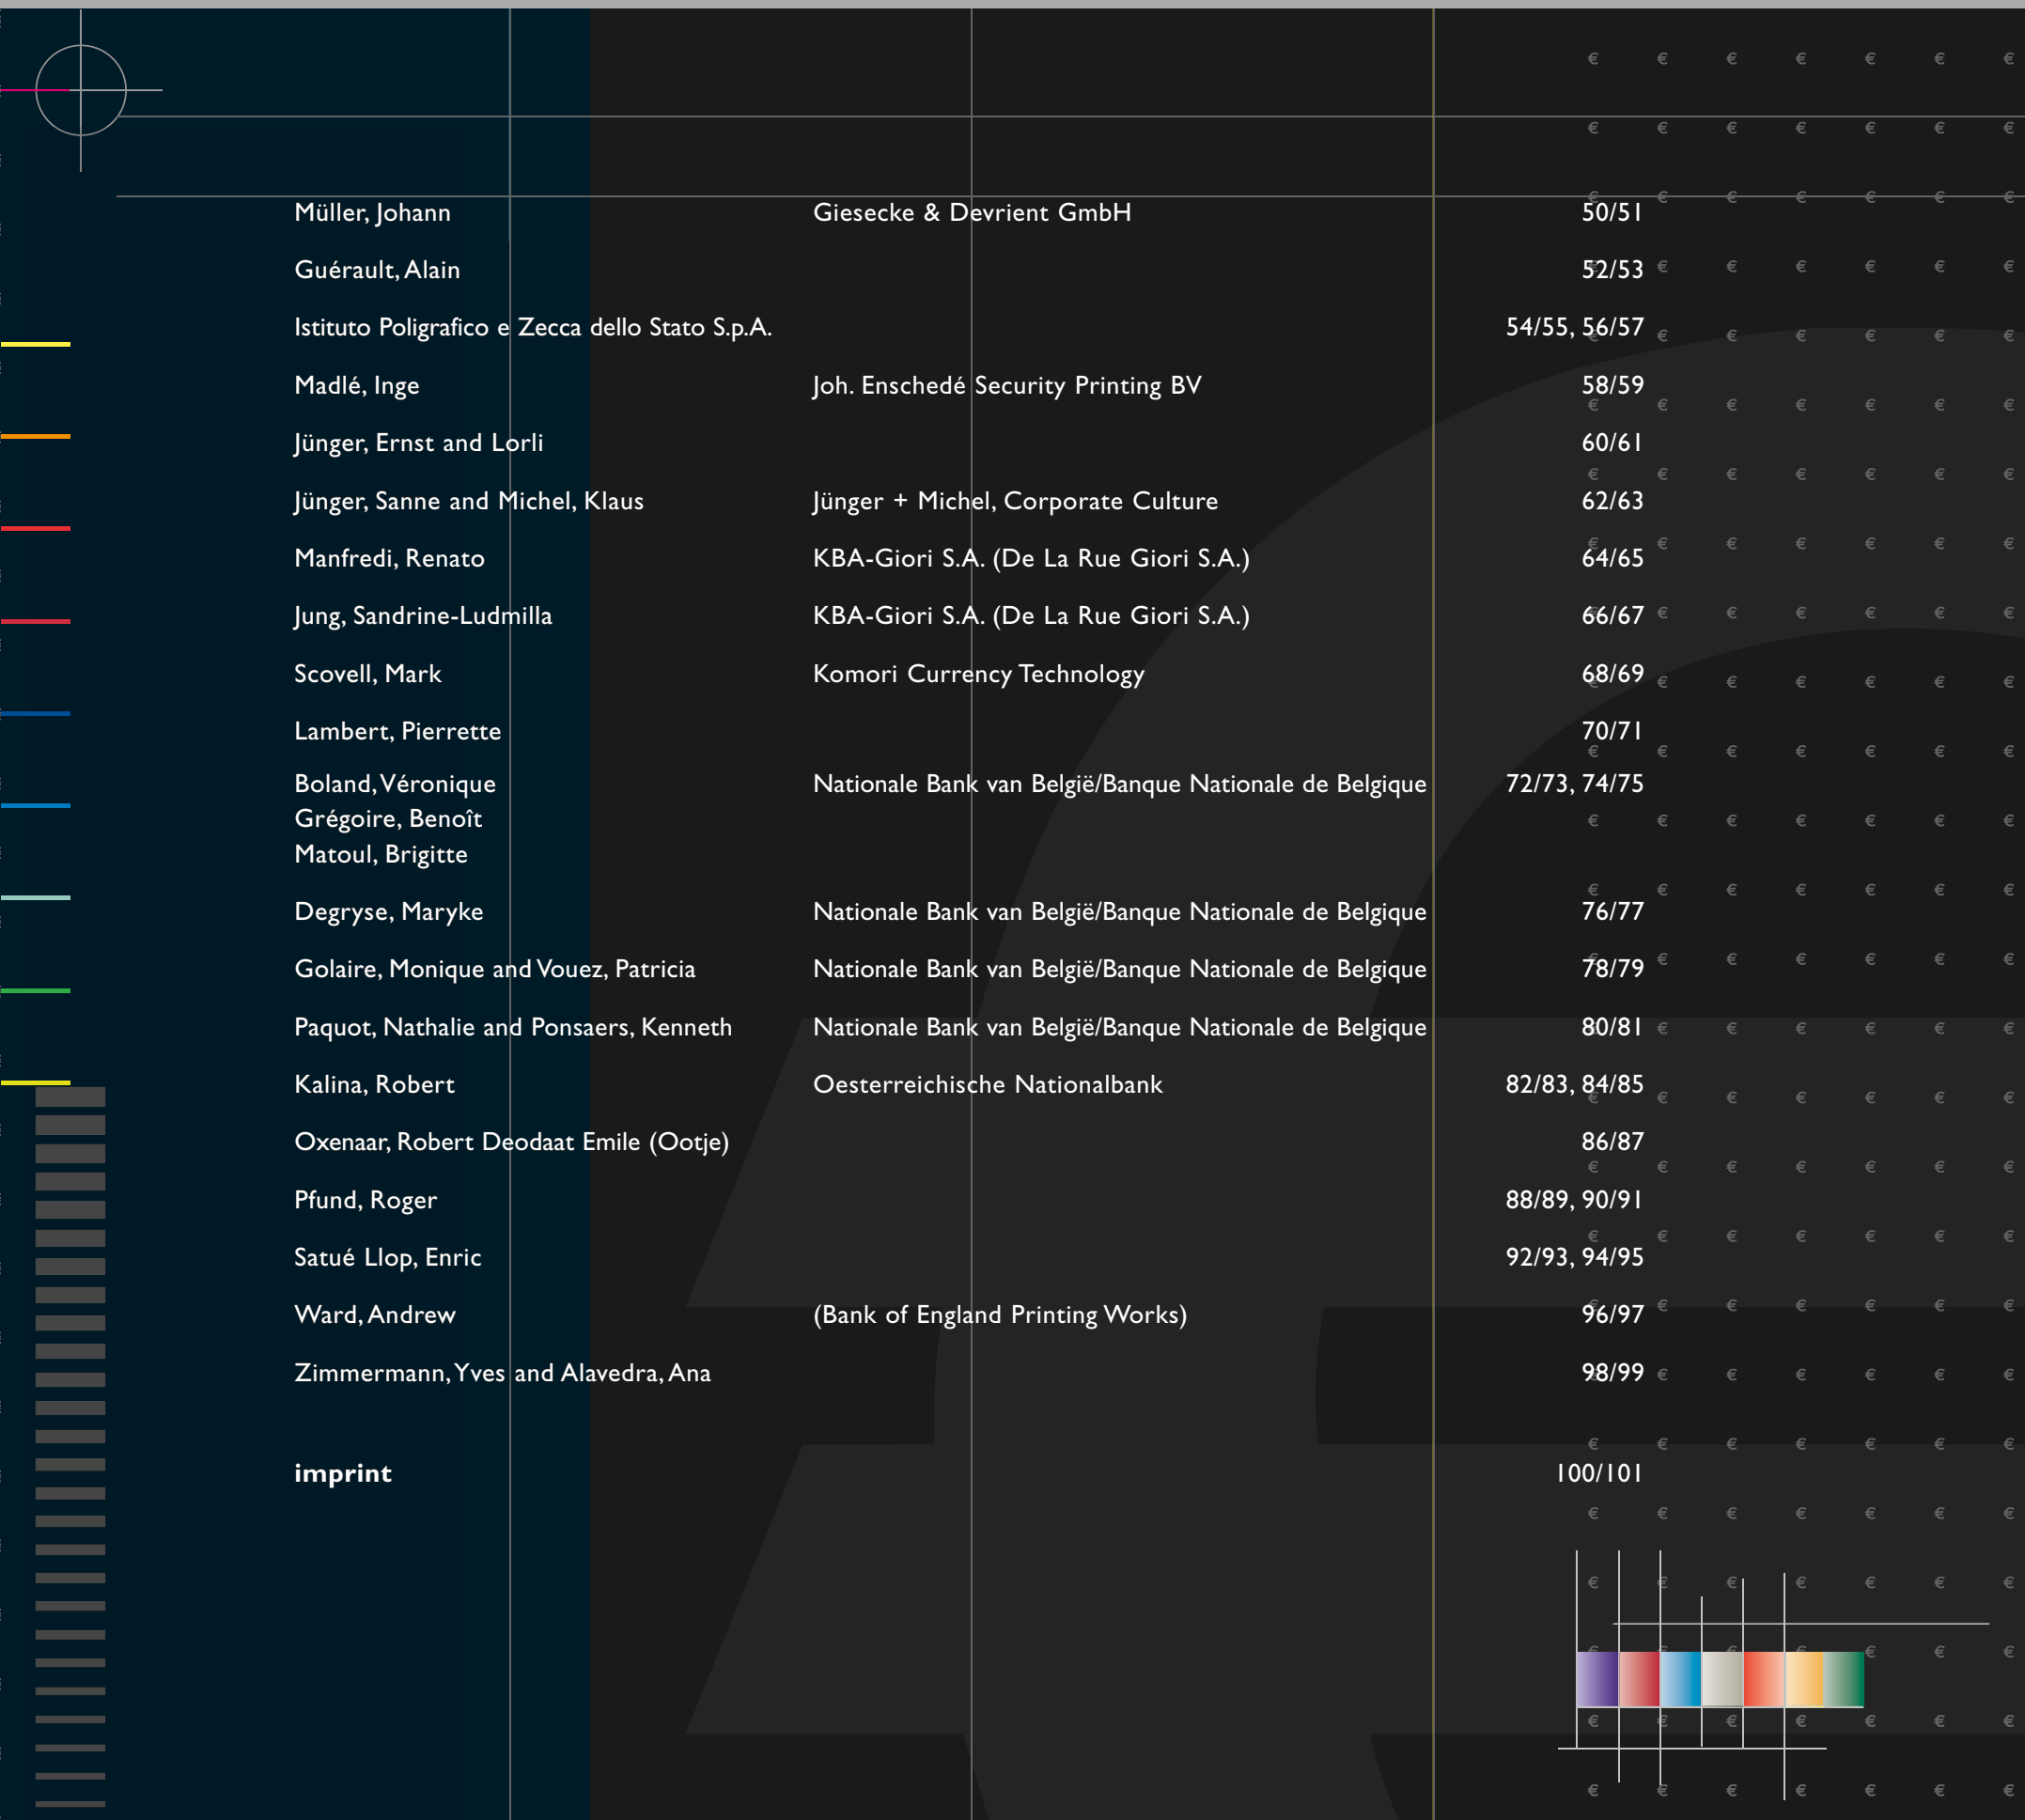 Müller, Johann Giesecke & Devrient GmbH 50/51
Guérault, Alain 52/53
Istituto Poligrafico e Zecca dello Stato S.p.A. 54/55, 56/57
Madlé, Inge Joh. Enschedé Security Printing BV 58/59
Jünger, Ernst and Lorli 60/61
Jünger, Sanne and Michel, Klaus Jünger + Michel, Corporate Culture 62/63
Manfredi, Renato KBA-Giori S.A. (De La Rue Giori S.A.) 64/65
Jung, Sandrine-Ludmilla KBA-Giori S.A. (De La Rue Giori S.A.) 66/67
Scovell, Mark Komori Currency Technology 68/69
Lambert, Pierrette 70/71
Boland, Véronique Nationale Bank van België/Banque Nationale de Belgique 72/73, 74/75
Grégoire, Benoît
Matoul, Brigitte
Degryse, Maryke Nationale Bank van België/Banque Nationale de Belgique 76/77
Golaire, Monique and Vouez, Patricia Nationale Bank van België/Banque Nationale de Belgique 78/79
Paquot, Nathalie and Ponsaers, Kenneth Nationale Bank van België/Banque Nationale de Belgique 80/81
Kalina, Robert Oesterreichische Nationalbank 82/83, 84/85
Oxenaar, Robert Deodaat Emile (Ootje) 86/87
Pfund, Roger 88/89, 90/91
Satué Llop, Enric 92/93, 94/95
Ward, Andrew (Bank of England Printing Works) 96/97
Zimmermann, Yves and Alavedra, Ana 98/99
imprint 100/101